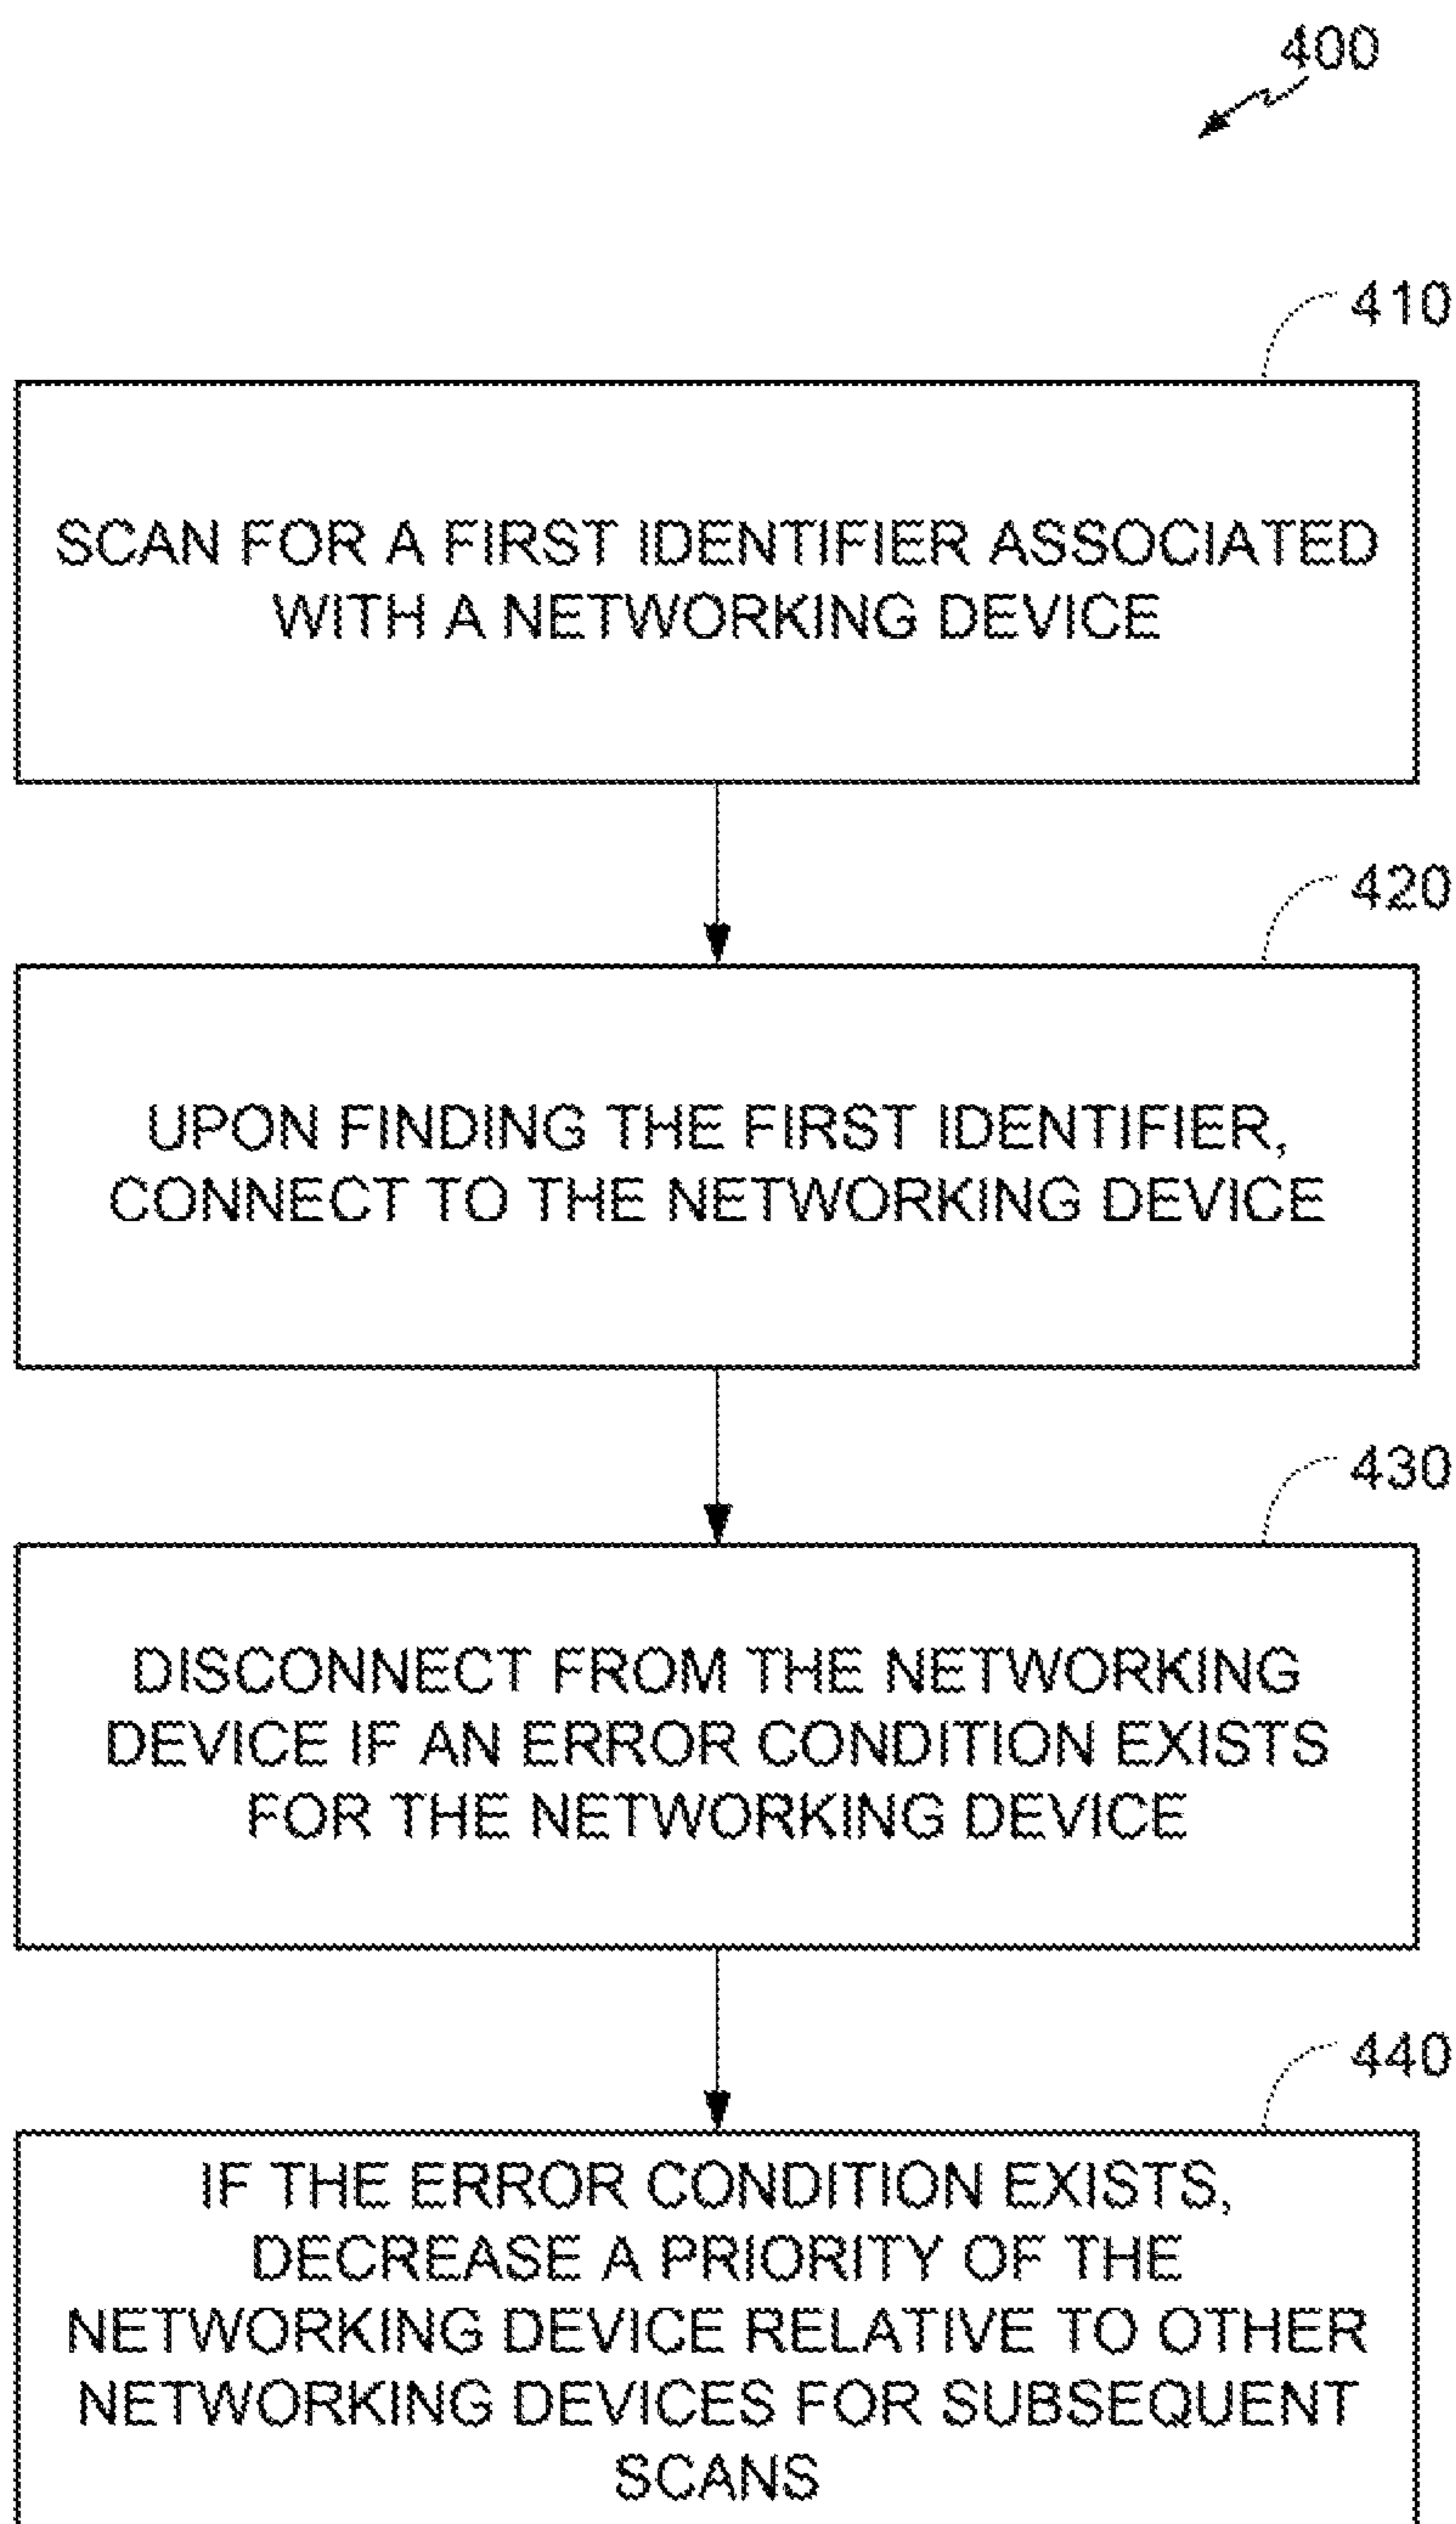 400
410
SCAN FOR A FIRST IDENTIFIER ASSOCIATED
WITH A NETWORKING DEVICE
420
UPON FINDING THE FIRST IDENTIFIER,
CONNECT TO THE NETWORKING DEVICE
430
DISCONNECT FROM THE NETWORKING
DEVICE IF AN ERROR CONDITION EXISTS
FOR THE NETWORKING DEVICE
440
IF THE ERROR CONDITION EXISTS,
DECREASE A PRIORITY OF THE
NETWORKING DEVICE RELATIVE TO OTHER
NETWORKING DEVICES FOR SUBSEQUENT
SCANS